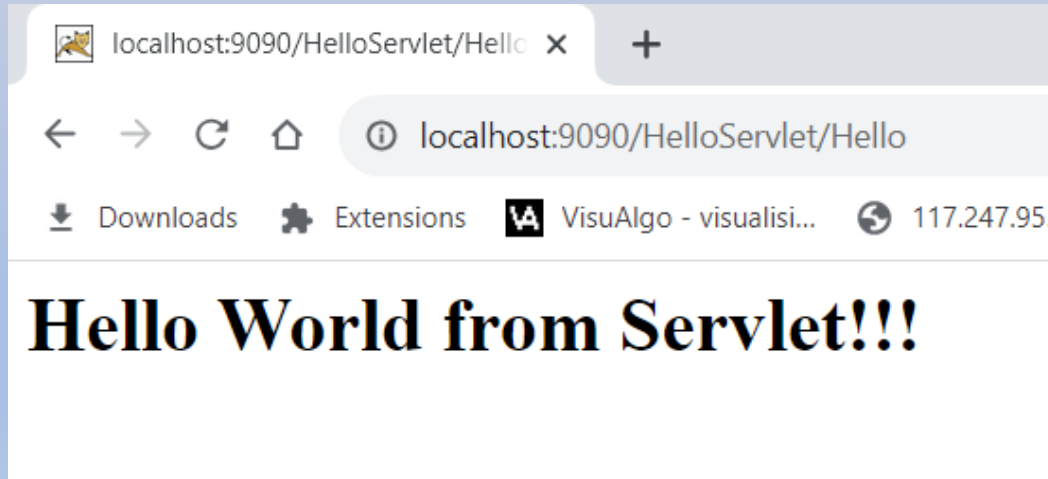 localhost:9090/HelloServlet/Hello
localhost:9090/HelloServlet/Hello
Downloads Extensions VisuAlgo - visualisi... 117.247.95
Hello World from Servlet!!!